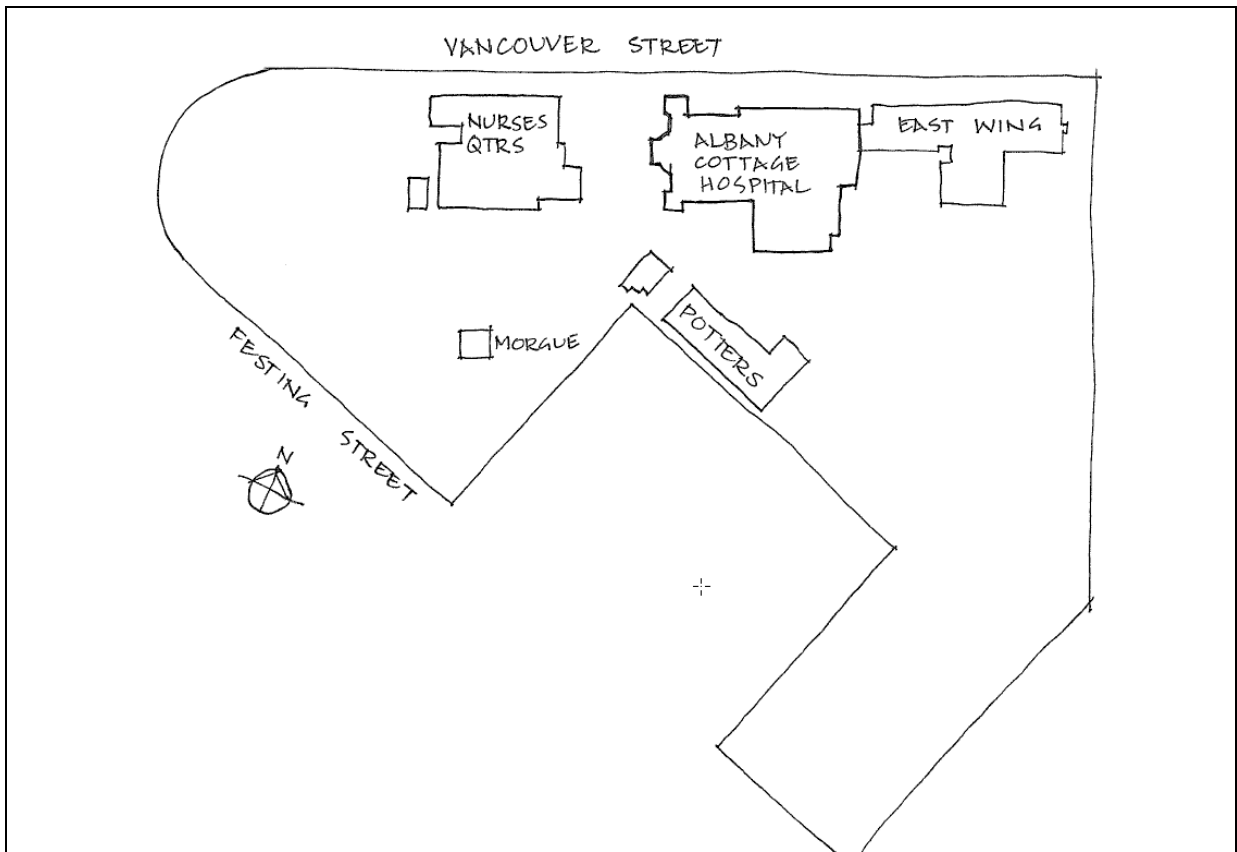 VANCOUVER STREET
NURSES
QTRS
ALBANY
COTTAGE
HOSPITAL
EAST WING
POTTERS
MORGUE
FESTING STREET
N